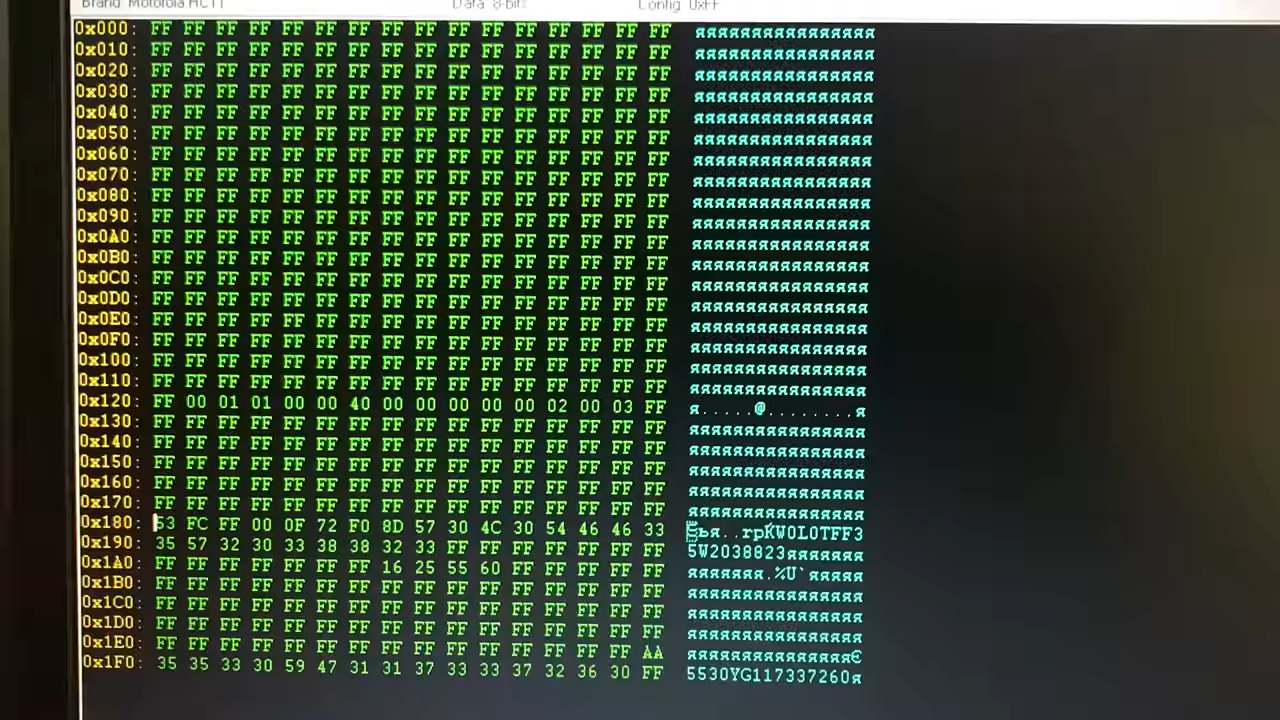 Brand: Motorola HC11 Data: 8-bit Config: 0xFF
0x000: FF FF FF FF FF FF FF FF FF FF FF FF FF FF FF FF яяяяяяяяяяяяяяяя
0x010: FF FF FF FF FF FF FF FF FF FF FF FF FF FF FF FF яяяяяяяяяяяяяяяя
0x020: FF FF FF FF FF FF FF FF FF FF FF FF FF FF FF FF яяяяяяяяяяяяяяяя
0x030: FF FF FF FF FF FF FF FF FF FF FF FF FF FF FF FF яяяяяяяяяяяяяяяя
0x040: FF FF FF FF FF FF FF FF FF FF FF FF FF FF FF FF яяяяяяяяяяяяяяяя
0x050: FF FF FF FF FF FF FF FF FF FF FF FF FF FF FF FF яяяяяяяяяяяяяяяя
0x060: FF FF FF FF FF FF FF FF FF FF FF FF FF FF FF FF яяяяяяяяяяяяяяяя
0x070: FF FF FF FF FF FF FF FF FF FF FF FF FF FF FF FF яяяяяяяяяяяяяяяя
0x080: FF FF FF FF FF FF FF FF FF FF FF FF FF FF FF FF яяяяяяяяяяяяяяяя
0x090: FF FF FF FF FF FF FF FF FF FF FF FF FF FF FF FF яяяяяяяяяяяяяяяя
0x0A0: FF FF FF FF FF FF FF FF FF FF FF FF FF FF FF FF яяяяяяяяяяяяяяяя
0x0B0: FF FF FF FF FF FF FF FF FF FF FF FF FF FF FF FF яяяяяяяяяяяяяяяя
0x0C0: FF FF FF FF FF FF FF FF FF FF FF FF FF FF FF FF яяяяяяяяяяяяяяяя
0x0D0: FF FF FF FF FF FF FF FF FF FF FF FF FF FF FF FF яяяяяяяяяяяяяяяя
0x0E0: FF FF FF FF FF FF FF FF FF FF FF FF FF FF FF FF яяяяяяяяяяяяяяяя
0x0F0: FF FF FF FF FF FF FF FF FF FF FF FF FF FF FF FF яяяяяяяяяяяяяяяя
0x100: FF FF FF FF FF FF FF FF FF FF FF FF FF FF FF FF яяяяяяяяяяяяяяяя
0x110: FF FF FF FF FF FF FF FF FF FF FF FF FF FF FF FF яяяяяяяяяяяяяяяя
0x120: FF 00 01 01 00 00 40 00 00 00 00 00 02 00 03 FF я.....@........я
0x130: FF FF FF FF FF FF FF FF FF FF FF FF FF FF FF FF яяяяяяяяяяяяяяяя
0x140: FF FF FF FF FF FF FF FF FF FF FF FF FF FF FF FF яяяяяяяяяяяяяяяя
0x150: FF FF FF FF FF FF FF FF FF FF FF FF FF FF FF FF яяяяяяяяяяяяяяяя
0x160: FF FF FF FF FF FF FF FF FF FF FF FF FF FF FF FF яяяяяяяяяяяяяяяя
0x170: FF FF FF FF FF FF FF FF FF FF FF FF FF FF FF FF яяяяяяяяяяяяяяяя
0x180: 53 FC FF 00 0F 72 F0 8D 57 30 4C 30 54 46 46 33 Sья..rрЌW0L0TFF3
0x190: 35 57 32 30 33 38 38 32 33 FF FF FF FF FF FF FF 5W2038823яяяяяяя
0x1A0: FF FF FF FF FF FF FF 16 25 55 60 FF FF FF FF FF яяяяяяя.%U`яяяяя
0x1B0: FF FF FF FF FF FF FF FF FF FF FF FF FF FF FF FF яяяяяяяяяяяяяяяя
0x1C0: FF FF FF FF FF FF FF FF FF FF FF FF FF FF FF FF яяяяяяяяяяяяяяяя
0x1D0: FF FF FF FF FF FF FF FF FF FF FF FF FF FF FF FF яяяяяяяяяяяяяяяя
0x1E0: FF FF FF FF FF FF FF FF FF FF FF FF FF FF FF AA яяяяяяяяяяяяяяяЄ
0x1F0: 35 35 33 30 59 47 31 31 37 33 33 37 32 36 30 FF 5530YG117337260я